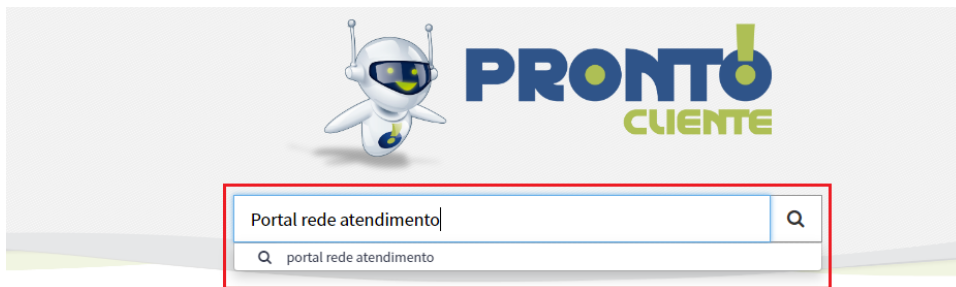 PRONTO!
CLIENTE
Portal rede atendimento
portal rede atendimento